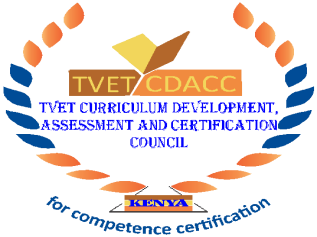 TVET CDACC
TVET CURRICULUM DEVELOPMENT,
ASSESSMENT AND CERTIFICATION
COUNCIL
KENYA
for competence certification